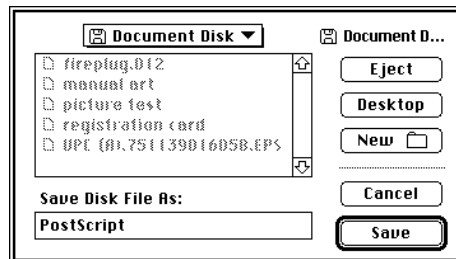 Document Disk
Document D...
fireplug.012
manual art
picture test
registration card
UPC (A).751139016058.EPS
Eject
Desktop
New
Save Disk File As:
PostScript
Cancel
Save